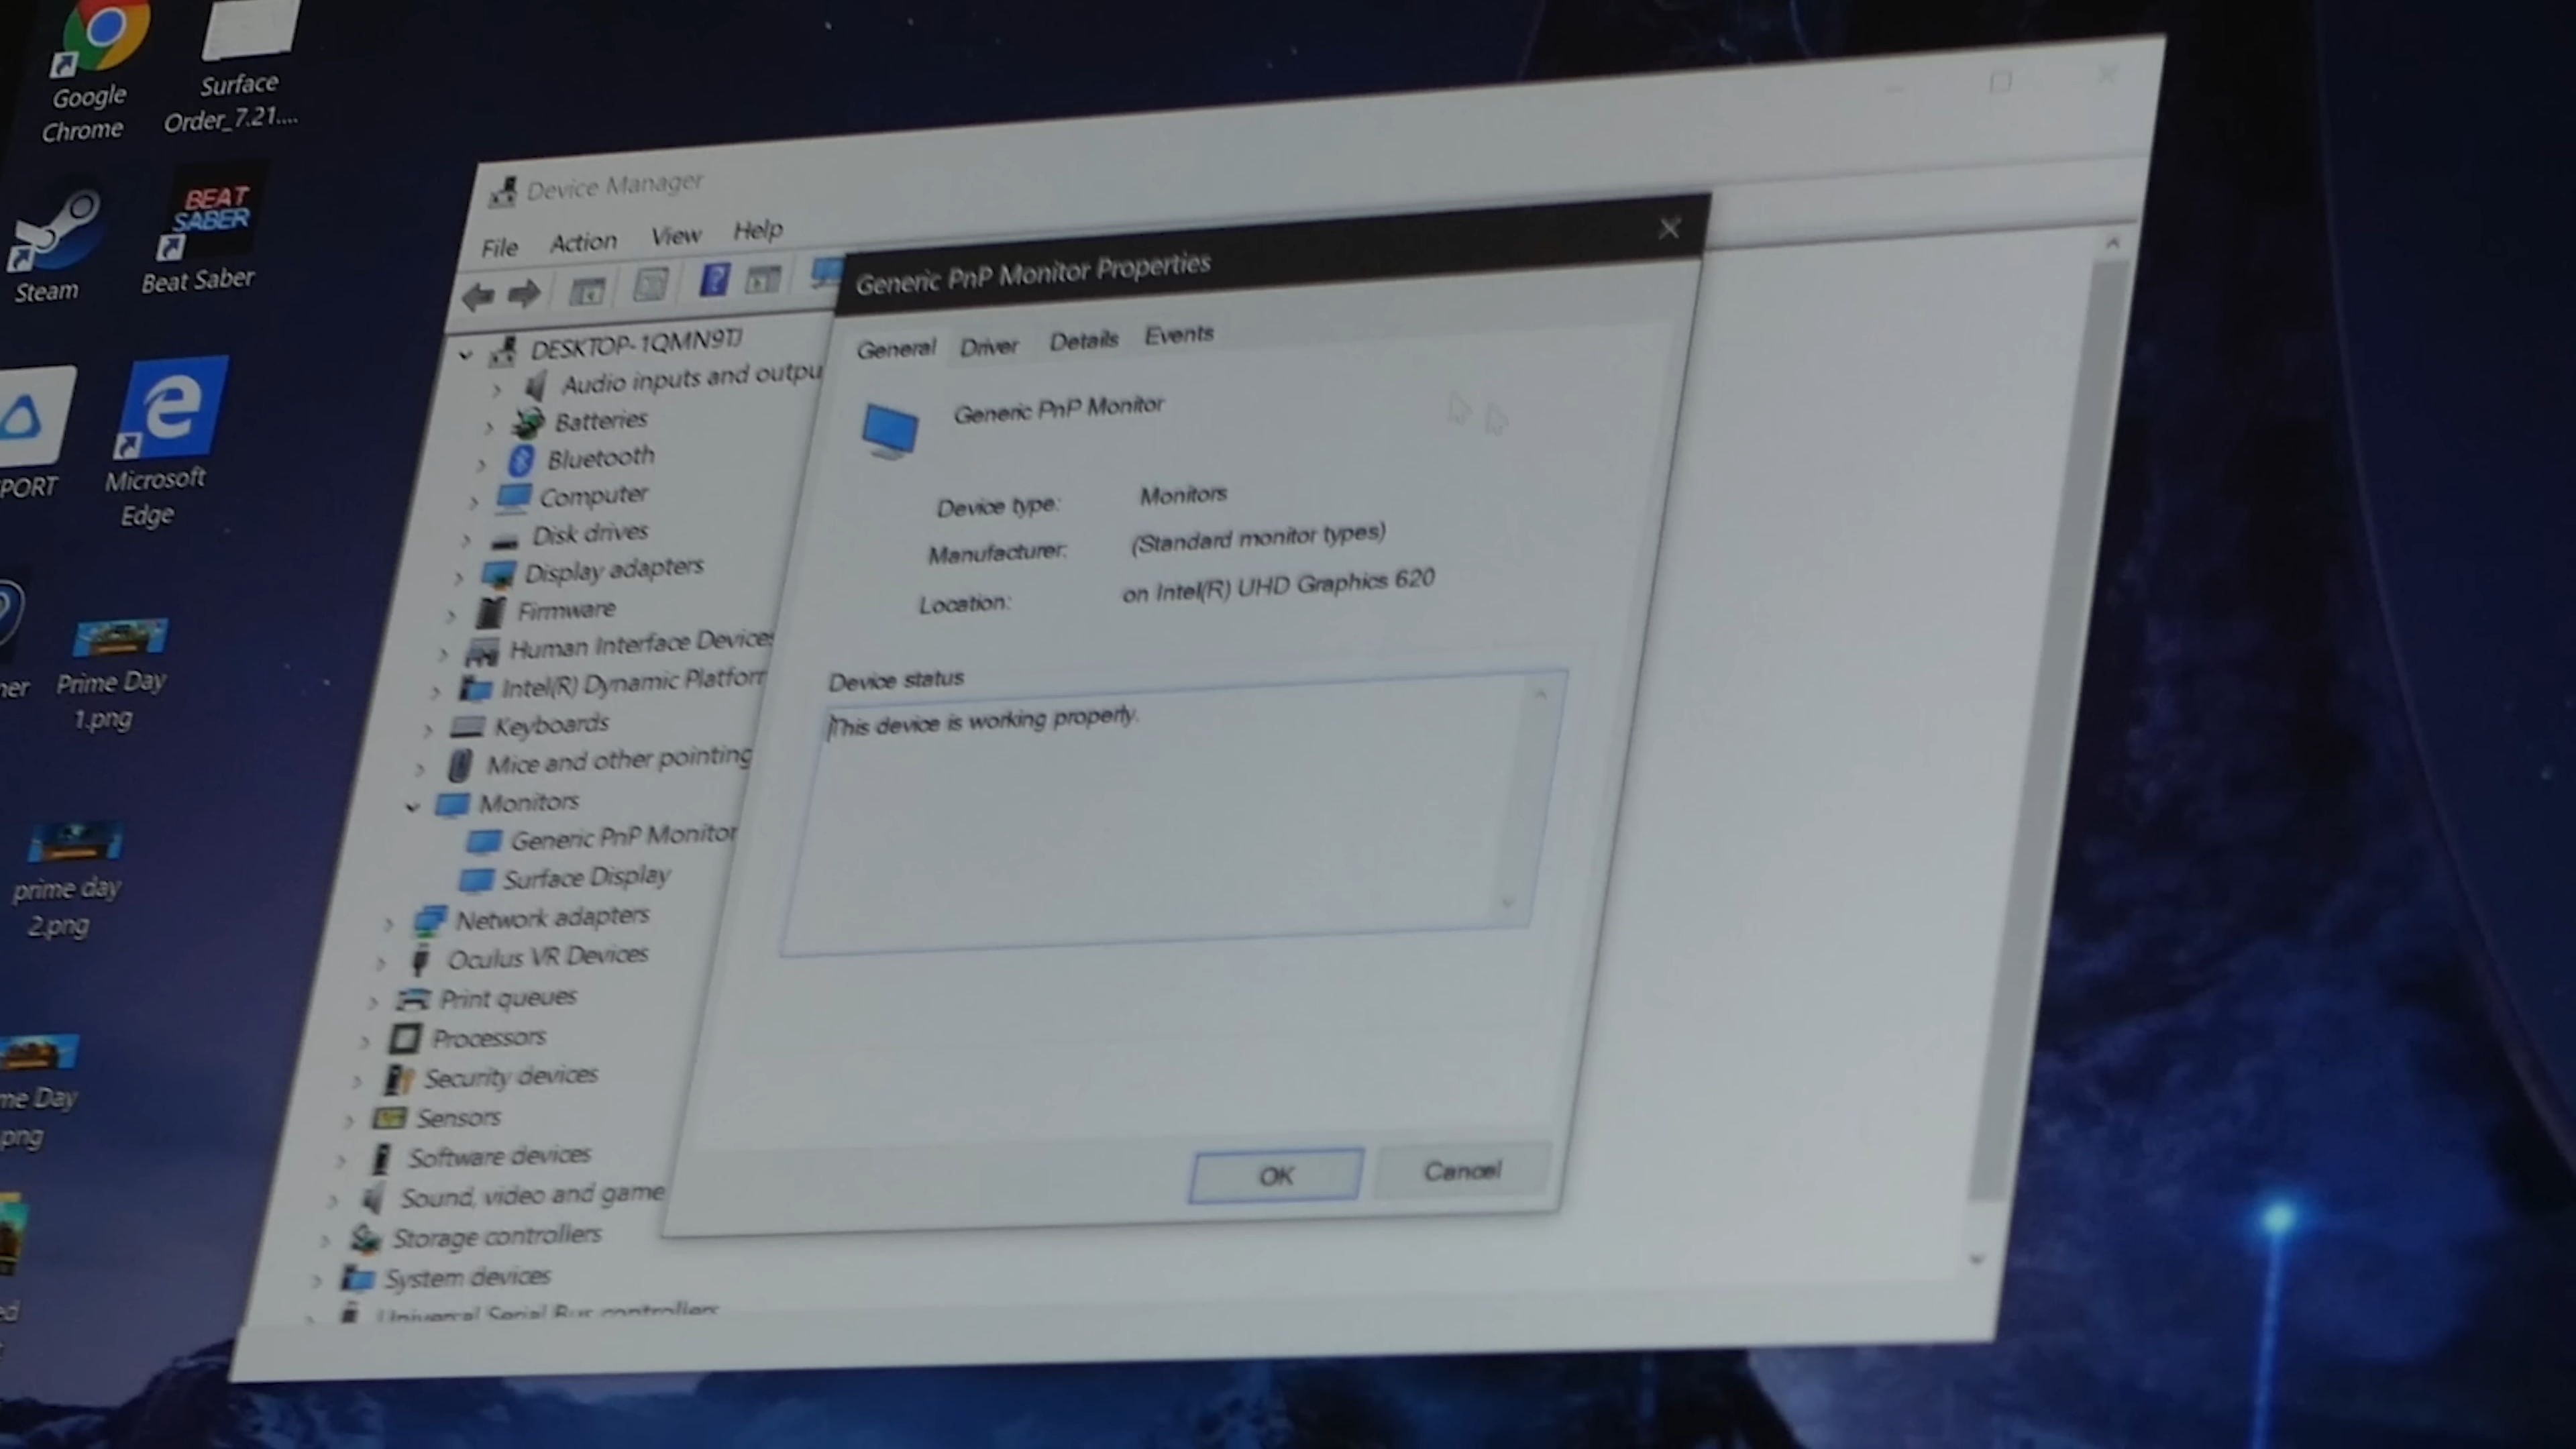 Google
Chrome
Surface
Order_7.21....
Steam
BEAT
SABER
Beat Saber
PORT
Microsoft
Edge
Prime Day
1.png
prime day
2.png
me Day
png
Device Manager
File Action View Help
DESKTOP-1QMN9TJ
Audio inputs and outpu
Batteries
Bluetooth
Computer
Disk drives
Display adapters
Firmware
Human Interface Devices
Intel(R) Dynamic Platform
Keyboards
Mice and other pointing
Monitors
Generic PnP Monitor
Surface Display
Network adapters
Oculus VR Devices
Print queues
Processors
Security devices
Sensors
Software devices
Sound, video and game
Storage controllers
System devices
Universal Serial Bus controllers
Generic PnP Monitor Properties
General Driver Details Events
Generic PnP Monitor
Device type: Monitors
Manufacturer: (Standard monitor types)
Location: on Intel(R) UHD Graphics 620
Device status
This device is working properly.
OK Cancel